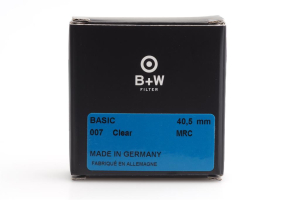 B+W
FILTER
BASIC 40,5 mm
007 Clear MRC
MADE IN GERMANY
FABRIQUÉ EN ALLEMAGNE